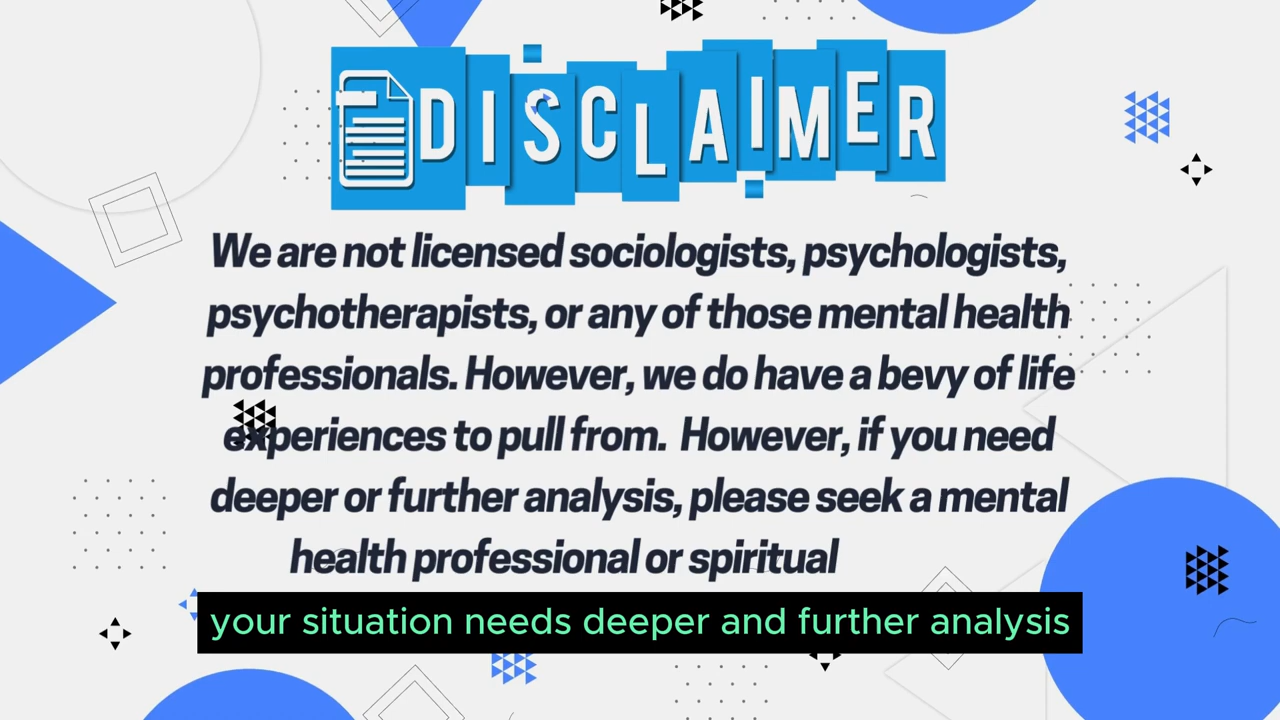 DISCLAIMER
We are not licensed sociologists, psychologists,
psychotherapists, or any of those mental health
professionals. However, we do have a bevy of life
experiences to pull from. However, if you need
deeper or further analysis, please seek a mental
health professional or spiritual
your situation needs deeper and further analysis